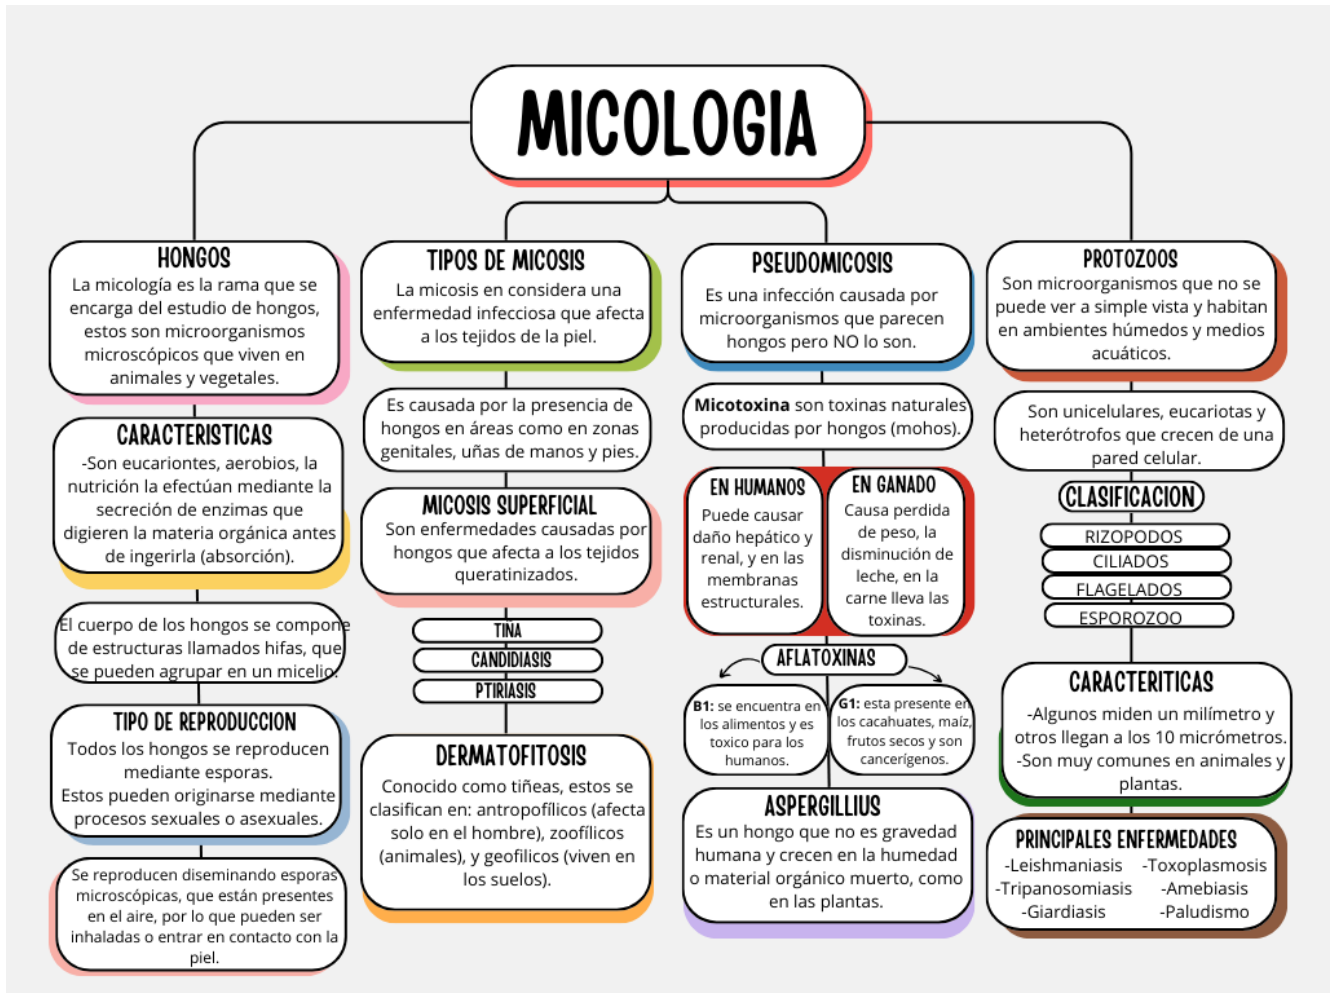 MICOLOGIA
HONGOS
La micología es la rama que se
encarga del estudio de hongos,
estos son microorganismos
microscópicos que viven en
animales y vegetales.
CARACTERISTICAS
-Son eucariontes, aerobios, la
nutrición la efectúan mediante la
secreción de enzimas que
digieren la materia orgánica antes
de ingerirla (absorción).
El cuerpo de los hongos se compone
de estructuras llamados hifas, que
se pueden agrupar en un micelio.
TIPO DE REPRODUCCION
Todos los hongos se reproducen
mediante esporas.
Estos pueden originarse mediante
procesos sexuales o asexuales.
Se reproducen diseminando esporas
microscópicas, que están presentes
en el aire, por lo que pueden ser
inhaladas o entrar en contacto con la
piel.
TIPOS DE MICOSIS
La micosis en considera una
enfermedad infecciosa que afecta
a los tejidos de la piel.
Es causada por la presencia de
hongos en áreas como en zonas
genitales, uñas de manos y pies.
MICOSIS SUPERFICIAL
Son enfermedades causadas por
hongos que afecta a los tejidos
queratinizados.
TIÑA
CANDIDIASIS
PTIRIASIS
DERMATOFITOSIS
Conocido como tiñeas, estos se
clasifican en: antropofílicos (afecta
solo en el hombre), zoofílicos
(animales), y geofilicos (viven en
los suelos).
PSEUDOMICOSIS
Es una infección causada por
microorganismos que parecen
hongos pero NO lo son.
Micotoxina son toxinas naturales
producidas por hongos (mohos).
EN HUMANOS
Puede causar
daño hepático y
renal, y en las
membranas
estructurales.
EN GANADO
Causa perdida
de peso, la
disminución de
leche, en la
carne lleva las
toxinas.
AFLATOXINAS
B1: se encuentra en
los alimentos y es
toxico para los
humanos.
G1: esta presente en
los cacahuates, maíz,
frutos secos y son
cancerígenos.
ASPERGILLIUS
Es un hongo que no es gravedad
humana y crecen en la humedad
o material orgánico muerto, como
en las plantas.
PROTOZOOS
Son microorganismos que no se
puede ver a simple vista y habitan
en ambientes húmedos y medios
acuáticos.
Son unicelulares, eucariotas y
heterótrofos que crecen de una
pared celular.
CLASIFICACION
RIZOPODOS
CILIADOS
FLAGELADOS
ESPOROZOO
CARACTERITICAS
-Algunos miden un milímetro y
otros llegan a los 10 micrómetros.
-Son muy comunes en animales y
plantas.
PRINCIPALES ENFERMEDADES
-Leishmaniasis -Toxoplasmosis
-Tripanosomiasis -Amebiasis
-Giardiasis -Paludismo